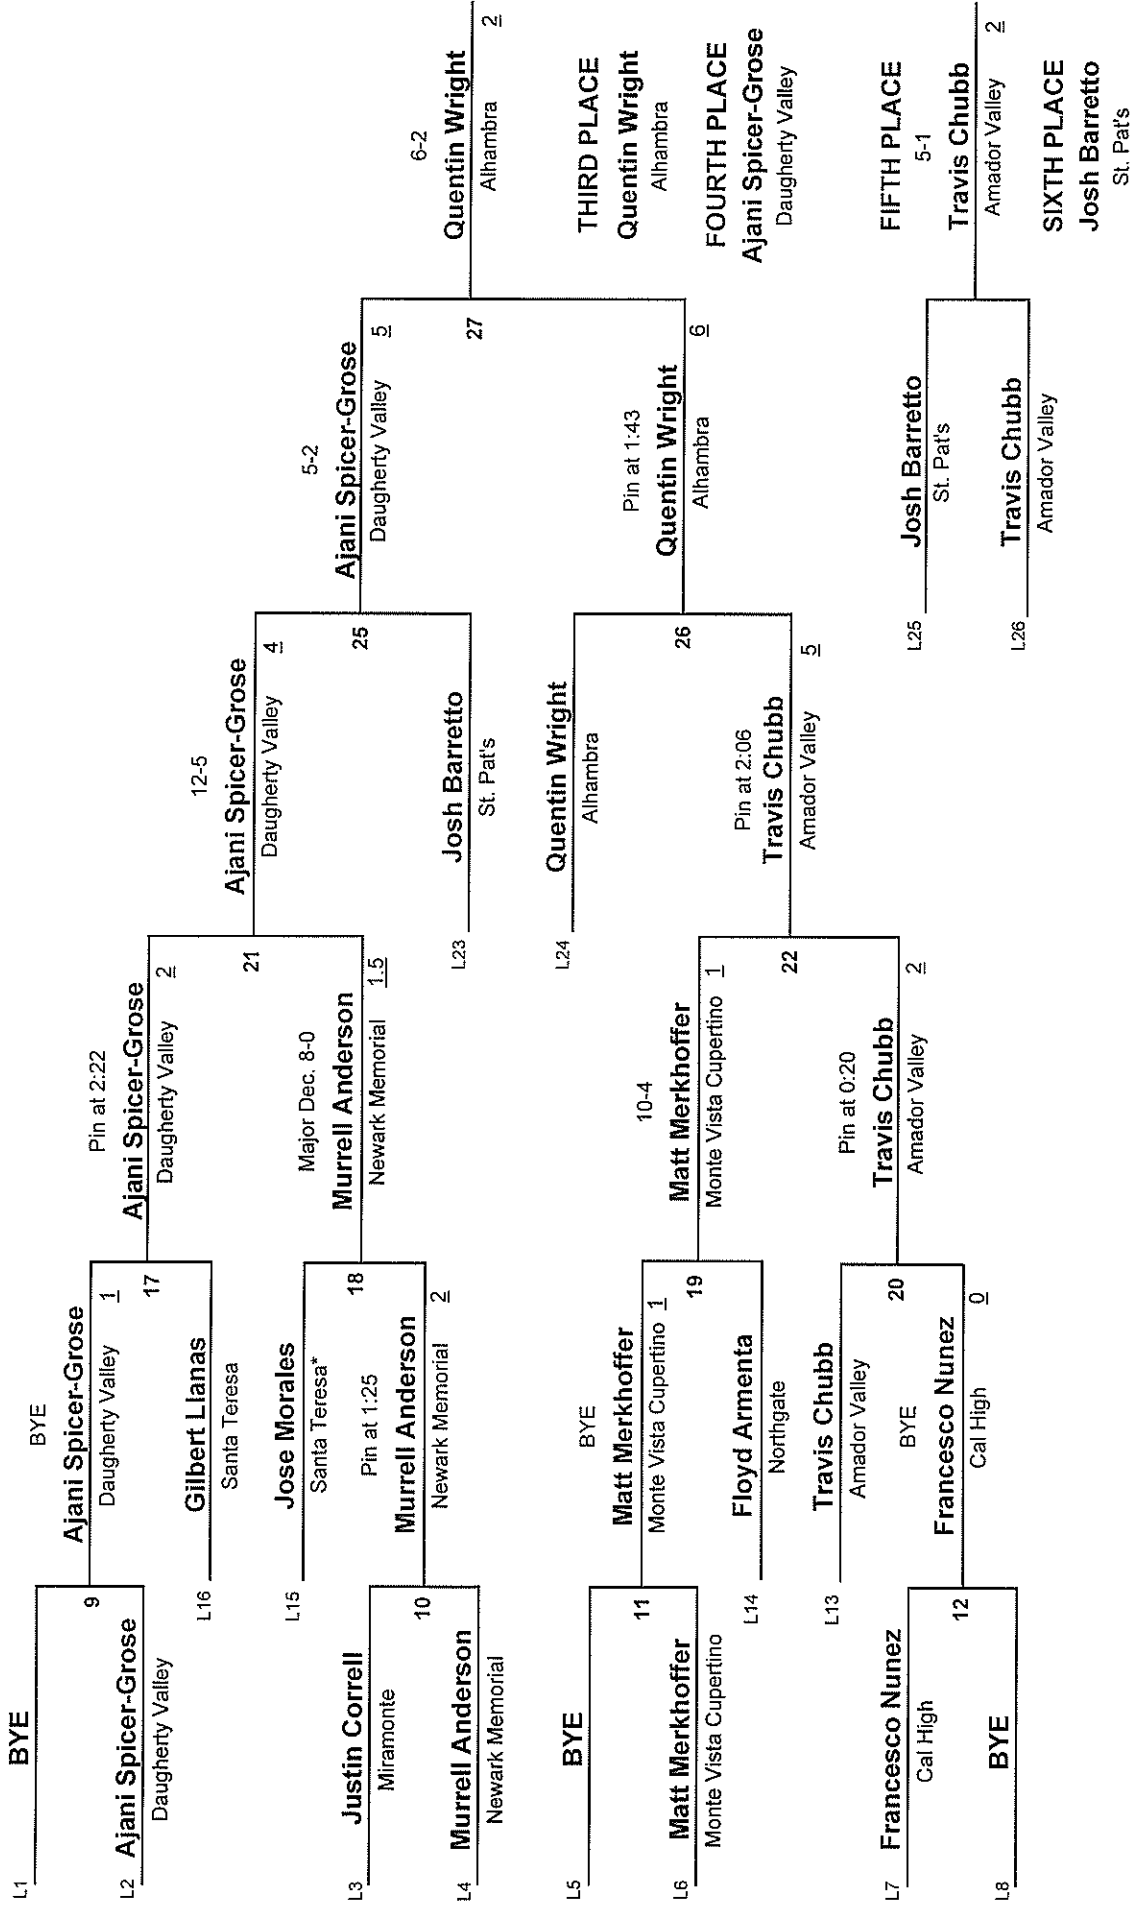 L1
BYE
9
L2
Ajani Spicer-Grose
Daugherty Valley
L3
Justin Correll
Miramonte
10
L4
Murrell Anderson
Newark Memorial
L5
BYE
11
L6
Matt Merkhoffer
Monte Vista Cupertino
L7
Francesco Nunez
Cal High
12
L8
BYE
BYE
Ajani Spicer-Grose
Daugherty Valley
1
17
L16
Gilbert Llanas
Santa Teresa
L15
Jose Morales
Santa Teresa*
18
Pin at 1:25
Murrell Anderson
Newark Memorial
2
BYE
Matt Merkhoffer
Monte Vista Cupertino
1
19
L14
Floyd Armenta
Northgate
L13
Travis Chubb
Amador Valley
20
BYE
Francesco Nunez
Cal High
0
Pin at 2:22
Ajani Spicer-Grose
Daugherty Valley
2
21
Major Dec. 8-0
Murrell Anderson
Newark Memorial
1.5
10-4
Matt Merkhoffer
Monte Vista Cupertino
1
22
Pin at 0:20
Travis Chubb
Amador Valley
2
12-5
Ajani Spicer-Grose
Daugherty Valley
4
25
L23
Josh Barretto
St. Pat's
L24
Quentin Wright
Alhambra
26
Pin at 2:06
Travis Chubb
Amador Valley
5
5-2
Ajani Spicer-Grose
Daugherty Valley
5
27
Pin at 1:43
Quentin Wright
Alhambra
6
L25
Josh Barretto
St. Pat's
L26
Travis Chubb
Amador Valley
6-2
Quentin Wright
Alhambra
2
THIRD PLACE
Quentin Wright
Alhambra
FOURTH PLACE
Ajani Spicer-Grose
Daugherty Valley
FIFTH PLACE
5-1
Travis Chubb
Amador Valley
2
SIXTH PLACE
Josh Barretto
St. Pat's